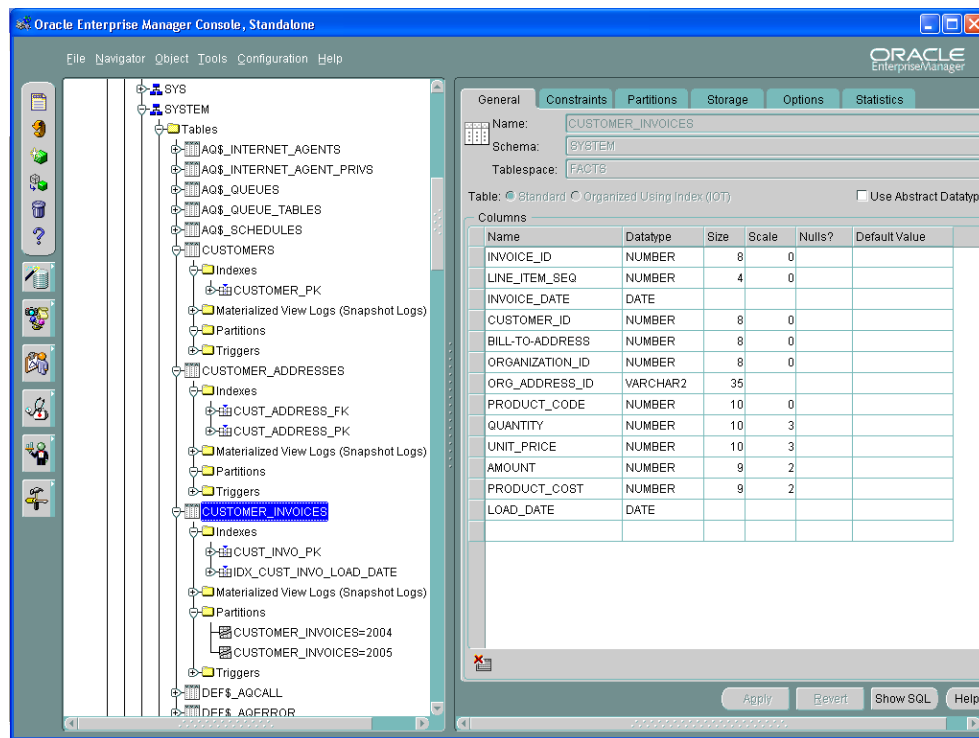 Oracle Enterprise Manager Console, Standalone
File Navigator Object Tools Configuration Help
ORACLE
EnterpriseManager
SYS
SYSTEM
Tables
AQ$_INTERNET_AGENTS
AQ$_INTERNET_AGENT_PRIVS
AQ$_QUEUES
AQ$_QUEUE_TABLES
AQ$_SCHEDULES
CUSTOMERS
Indexes
CUSTOMER_PK
Materialized View Logs (Snapshot Logs)
Partitions
Triggers
CUSTOMER_ADDRESSES
Indexes
CUST_ADDRESS_FK
CUST_ADDRESS_PK
Materialized View Logs (Snapshot Logs)
Partitions
Triggers
CUSTOMER_INVOICES
Indexes
CUST_INVO_PK
IDX_CUST_INVO_LOAD_DATE
Materialized View Logs (Snapshot Logs)
Partitions
CUSTOMER_INVOICES=2004
CUSTOMER_INVOICES=2005
Triggers
DEF$_AQCALL
DEF$_AQERROR
General Constraints Partitions Storage Options Statistics
Name: CUSTOMER_INVOICES
Schema: SYSTEM
Tablespace: FACTS
Table: Standard Organized Using Index (IOT) Use Abstract Datatyp
Columns
Name Datatype Size Scale Nulls? Default Value
INVOICE_ID NUMBER 8 0
LINE_ITEM_SEQ NUMBER 4 0
INVOICE_DATE DATE
CUSTOMER_ID NUMBER 8 0
BILL-TO-ADDRESS NUMBER 8 0
ORGANIZATION_ID NUMBER 8 0
ORG_ADDRESS_ID VARCHAR2 35
PRODUCT_CODE NUMBER 10 0
QUANTITY NUMBER 10 3
UNIT_PRICE NUMBER 10 3
AMOUNT NUMBER 9 2
PRODUCT_COST NUMBER 9 2
LOAD_DATE DATE
Apply Revert Show SQL Help